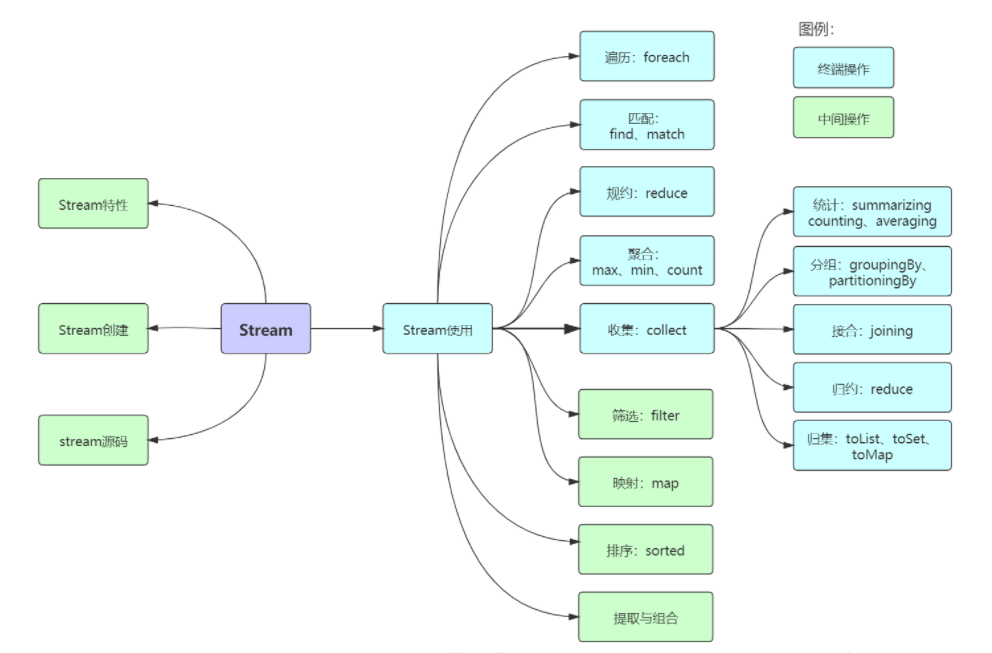 图例：
终端操作
中间操作
Stream特性
Stream创建
stream源码
Stream
Stream使用
遍历：foreach
匹配：
find、match
规约：reduce
聚合：
max、min、count
收集：collect
筛选：filter
映射：map
排序：sorted
提取与组合
统计：summarizing
counting、averaging
分组：groupingBy、
partitioningBy
接合：joining
归约：reduce
归集：toList、toSet、
toMap